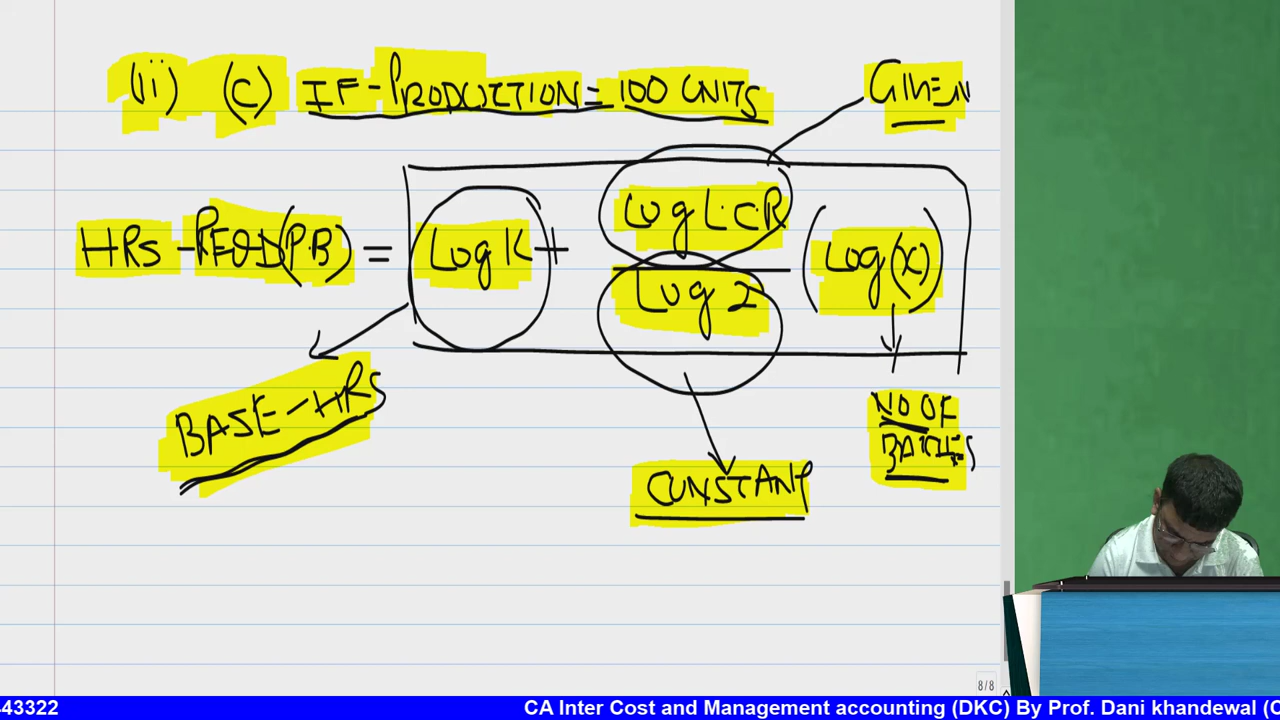 (ii) (C) IF-PRODUCTION = 100 UNITS
GIVEN
HRS-REQD(P.B) = Log K + Log L.C.R / Log 2 (Log(X))
BASE-HRS
NO OF
BATCHES
CONSTANT
8/8
43322 CA Inter Cost and Management accounting (DKC) By Prof. Dani khandewal (C